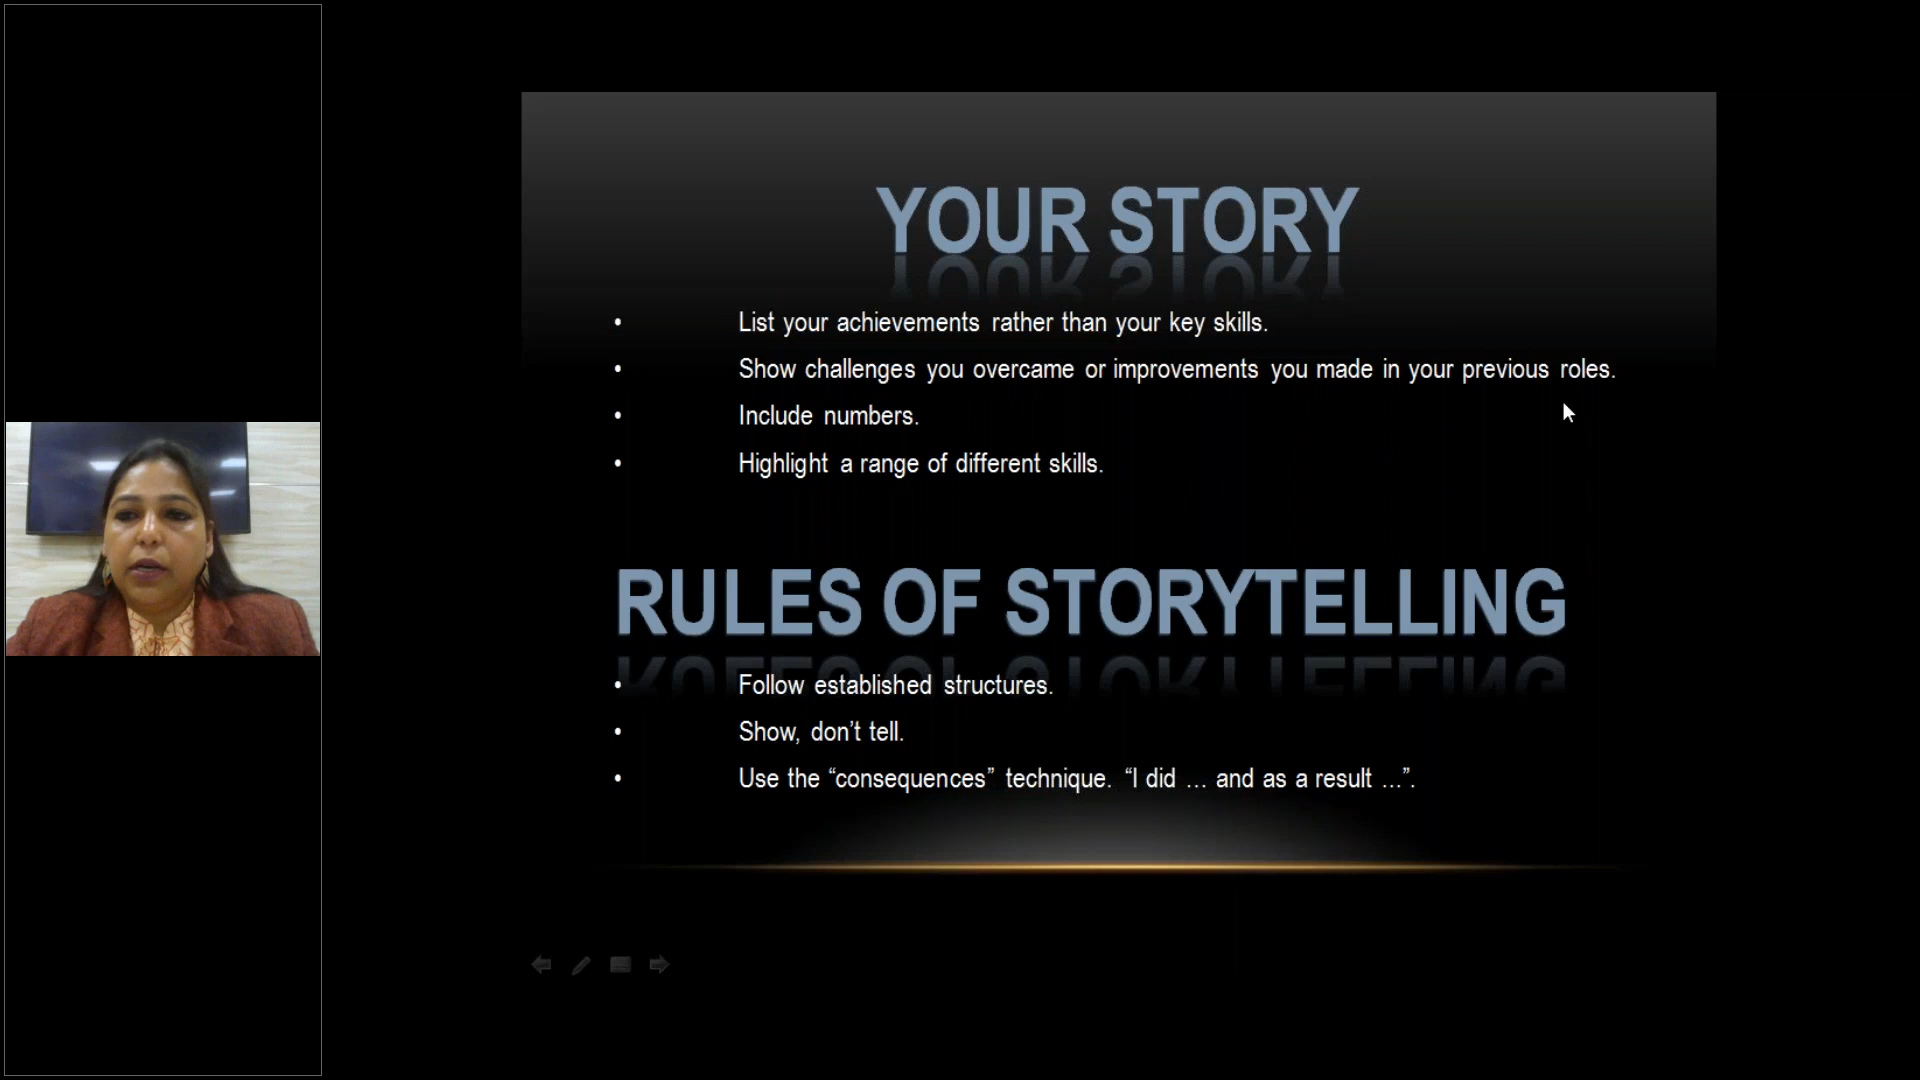 YOUR STORY
• List your achievements rather than your key skills.
• Show challenges you overcame or improvements you made in your previous roles.
• Include numbers.
• Highlight a range of different skills.
RULES OF STORYTELLING
• Follow established structures.
• Show, don’t tell.
• Use the “consequences” technique. “I did … and as a result …”.